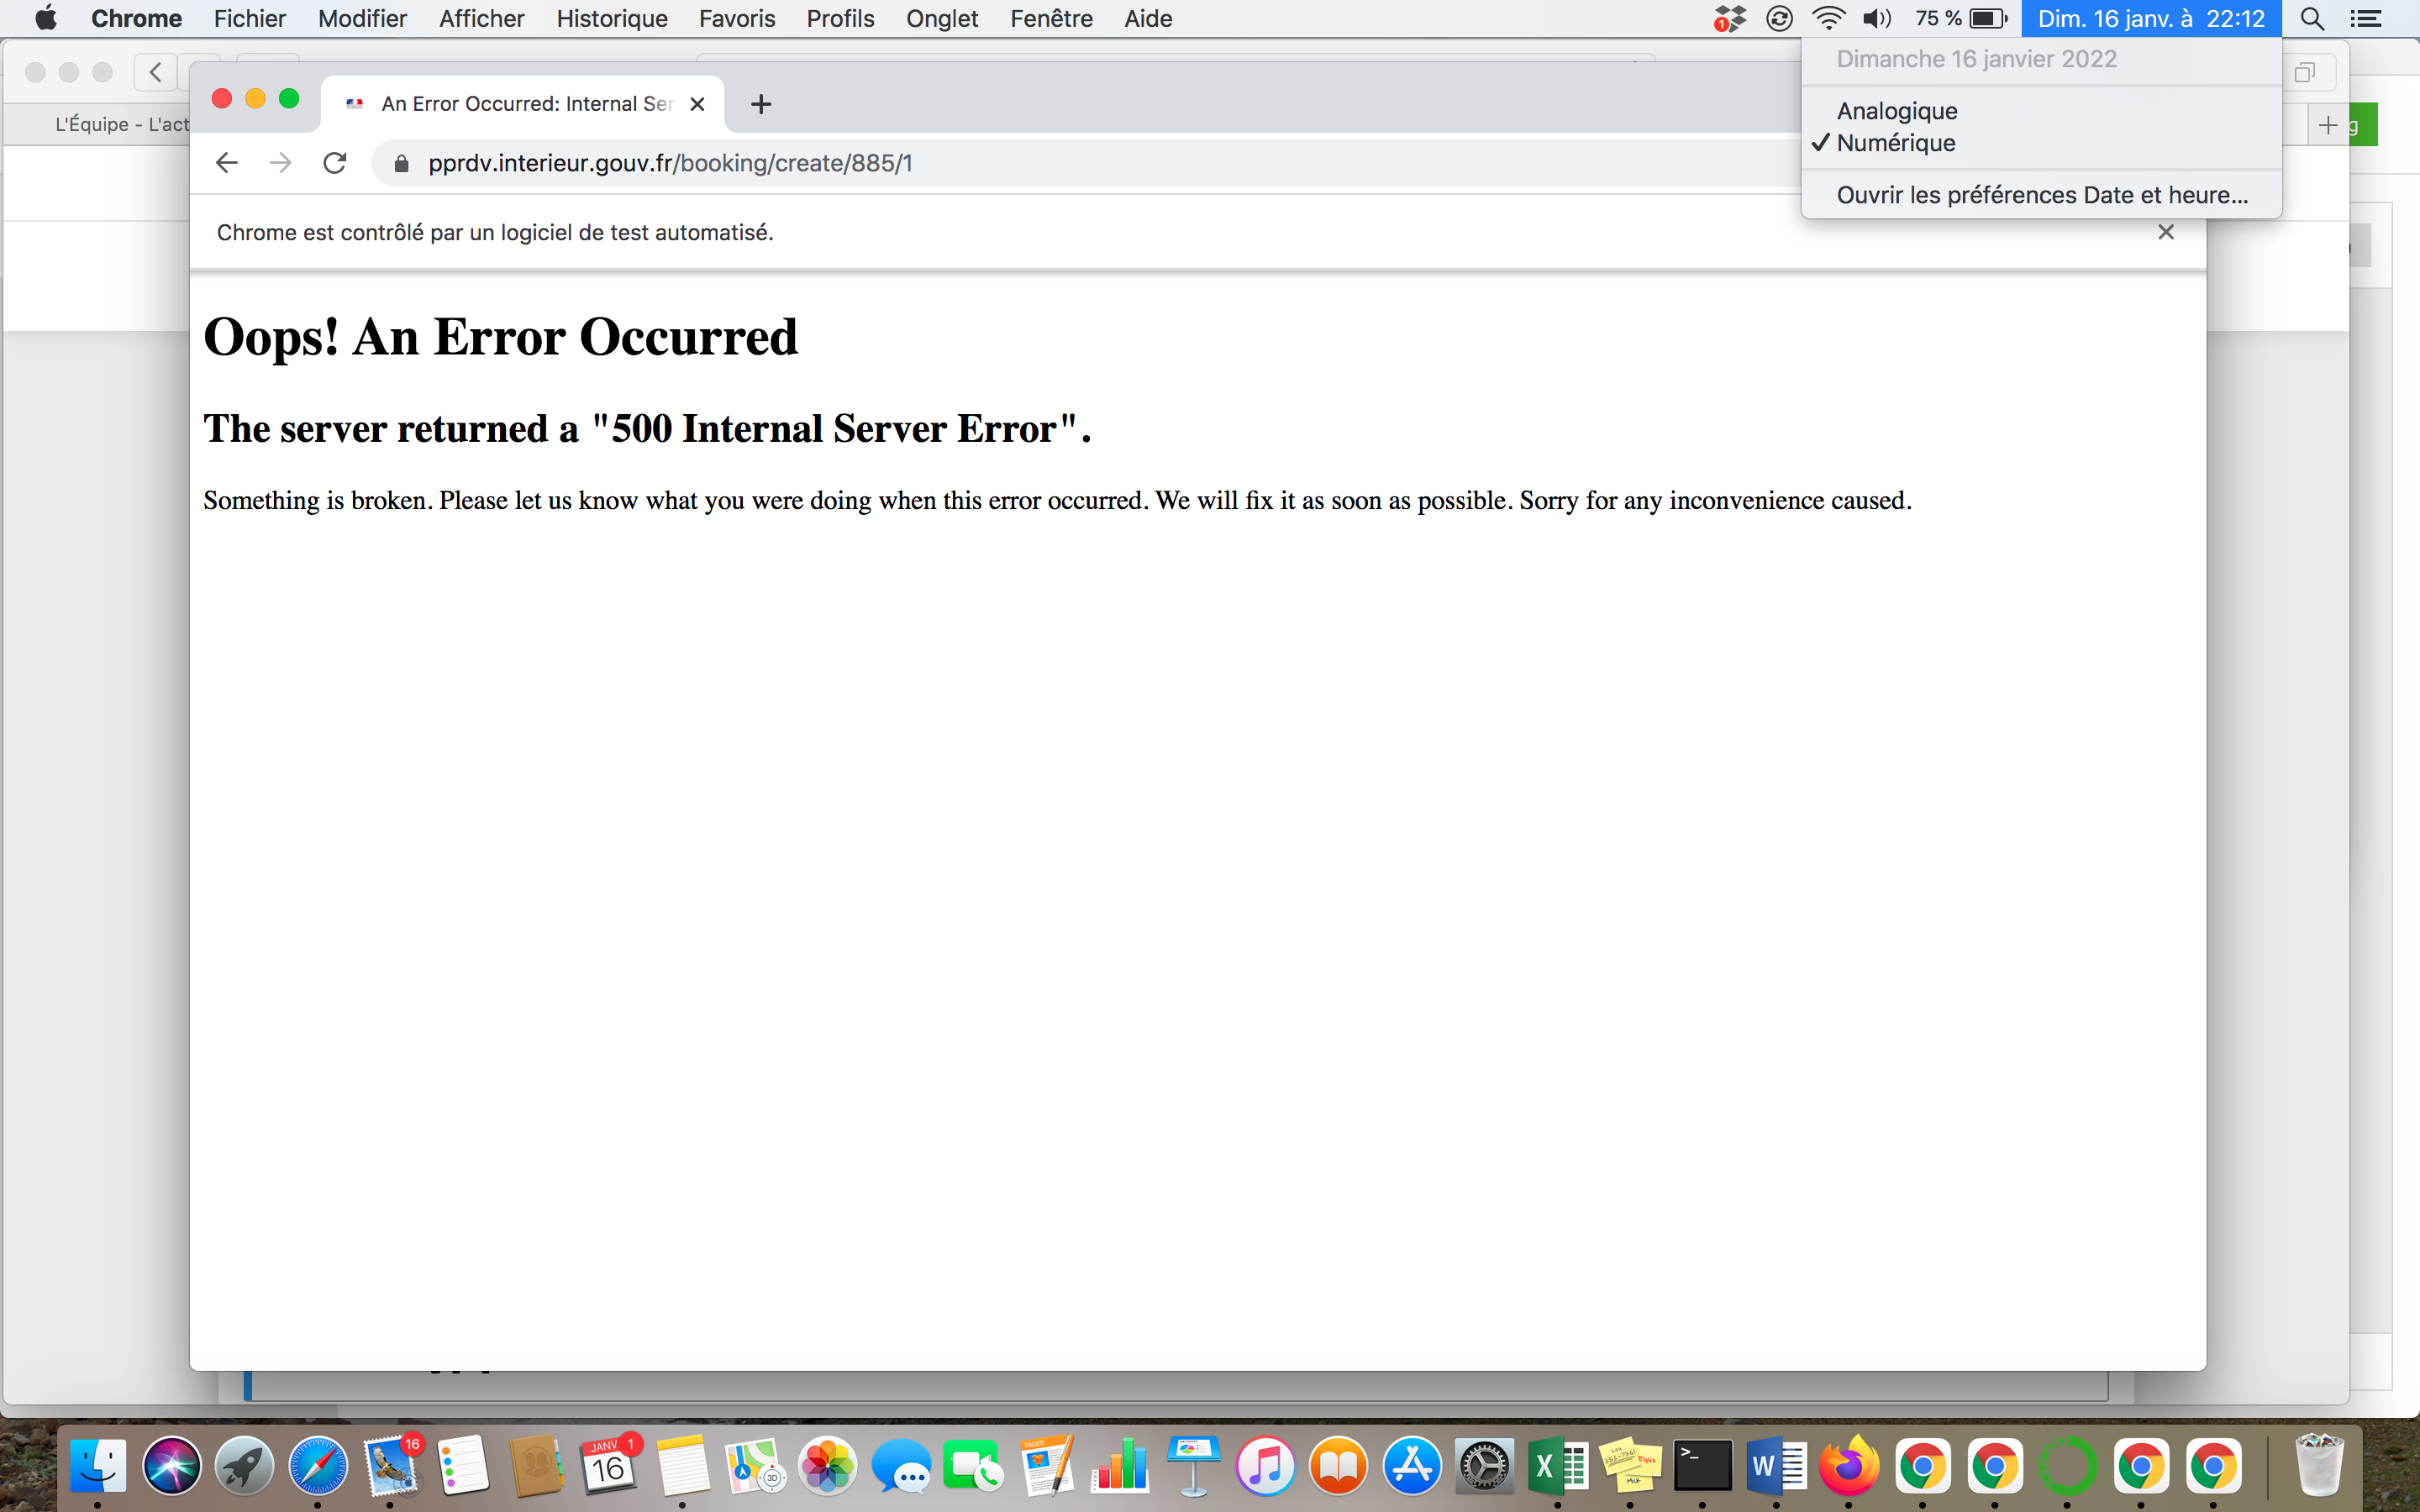 Chrome Fichier Modifier Afficher Historique Favoris Profils Onglet Fenêtre Aide 1 75 % Dim. 16 janv. à 22:12
Dimanche 16 janvier 2022
Analogique
✓ Numérique
Ouvrir les préférences Date et heure...
L'Équipe - L'act
g
An Error Occurred: Internal Ser
pprdv.interieur.gouv.fr/booking/create/885/1
Chrome est contrôlé par un logiciel de test automatisé.
Oops! An Error Occurred
The server returned a "500 Internal Server Error".
Something is broken. Please let us know what you were doing when this error occurred. We will fix it as soon as possible. Sorry for any inconvenience caused.
16
JANV. 1
16
3D
PAGES
X
>_
W